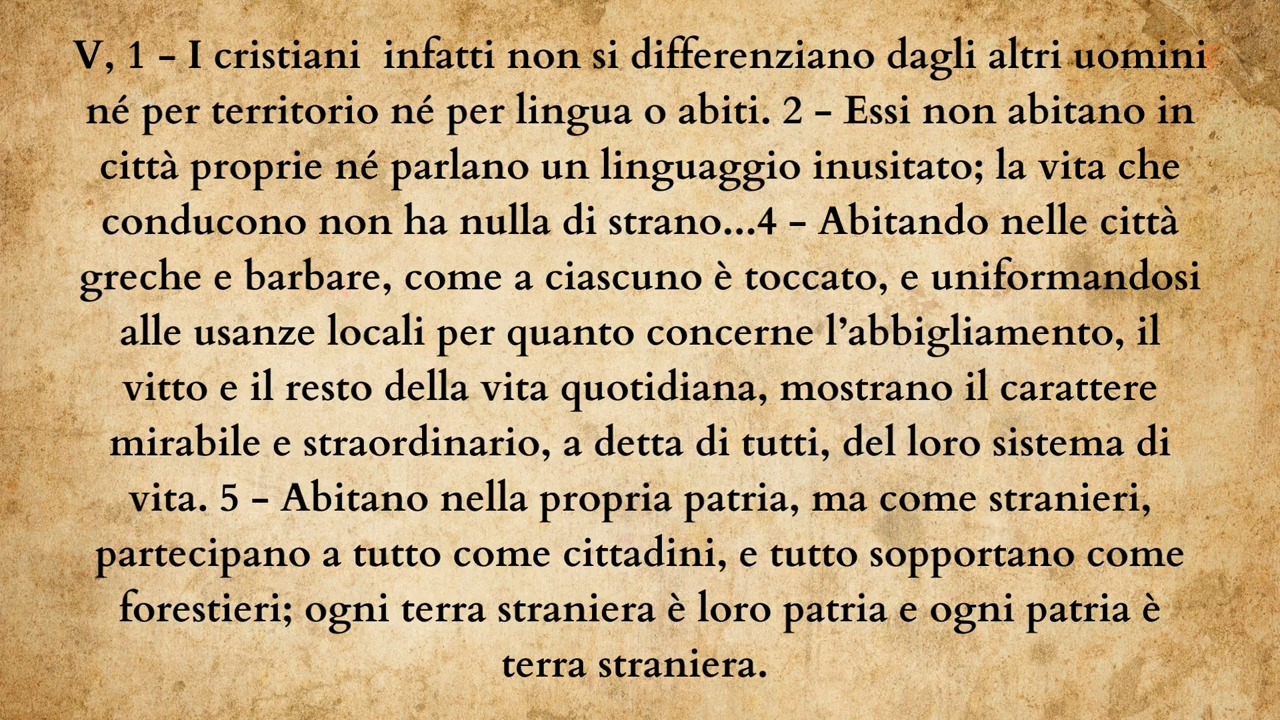 V, 1 – I cristiani  infatti non si differenziano dagli altri uomini
né per territorio né per lingua o abiti. 2 – Essi non abitano in
città proprie né parlano un linguaggio inusitato; la vita che
conducono non ha nulla di strano...4 – Abitando nelle città
greche e barbare, come a ciascuno è toccato, e uniformandosi
alle usanze locali per quanto concerne l’abbigliamento, il
vitto e il resto della vita quotidiana, mostrano il carattere
mirabile e straordinario, a detta di tutti, del loro sistema di
vita. 5 – Abitano nella propria patria, ma come stranieri,
partecipano a tutto come cittadini, e tutto sopportano come
forestieri; ogni terra straniera è loro patria e ogni patria è
terra straniera.